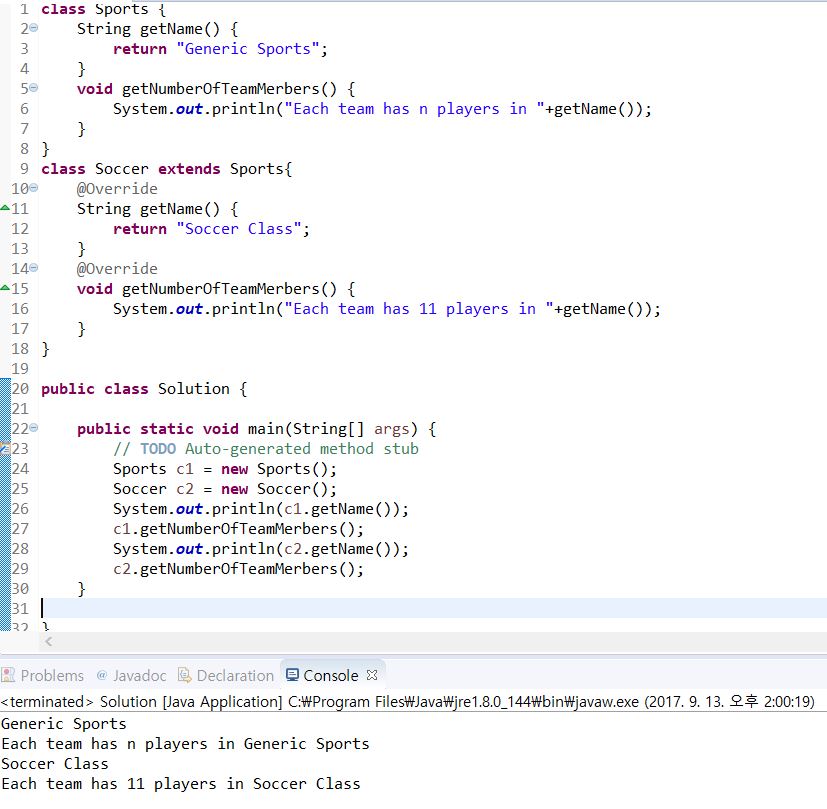 1 class Sports {
2 String getName() {
3 return "Generic Sports";
4 }
5 void getNumberOfTeamMerbers() {
6 System.out.println("Each team has n players in "+getName());
7 }
8 }
9 class Soccer extends Sports{
10 @Override
11 String getName() {
12 return "Soccer Class";
13 }
14 @Override
15 void getNumberOfTeamMerbers() {
16 System.out.println("Each team has 11 players in "+getName());
17 }
18 }
19
20 public class Solution {
21
22 public static void main(String[] args) {
23 // TODO Auto-generated method stub
24 Sports c1 = new Sports();
25 Soccer c2 = new Soccer();
26 System.out.println(c1.getName());
27 c1.getNumberOfTeamMerbers();
28 System.out.println(c2.getName());
29 c2.getNumberOfTeamMerbers();
30 }
31
32 }
Problems @ Javadoc Declaration Console
<terminated> Solution [Java Application] C:₩Program Files₩Java₩jre1.8.0_144₩bin₩javaw.exe (2017. 9. 13. 오후 2:00:19)
Generic Sports
Each team has n players in Generic Sports
Soccer Class
Each team has 11 players in Soccer Class